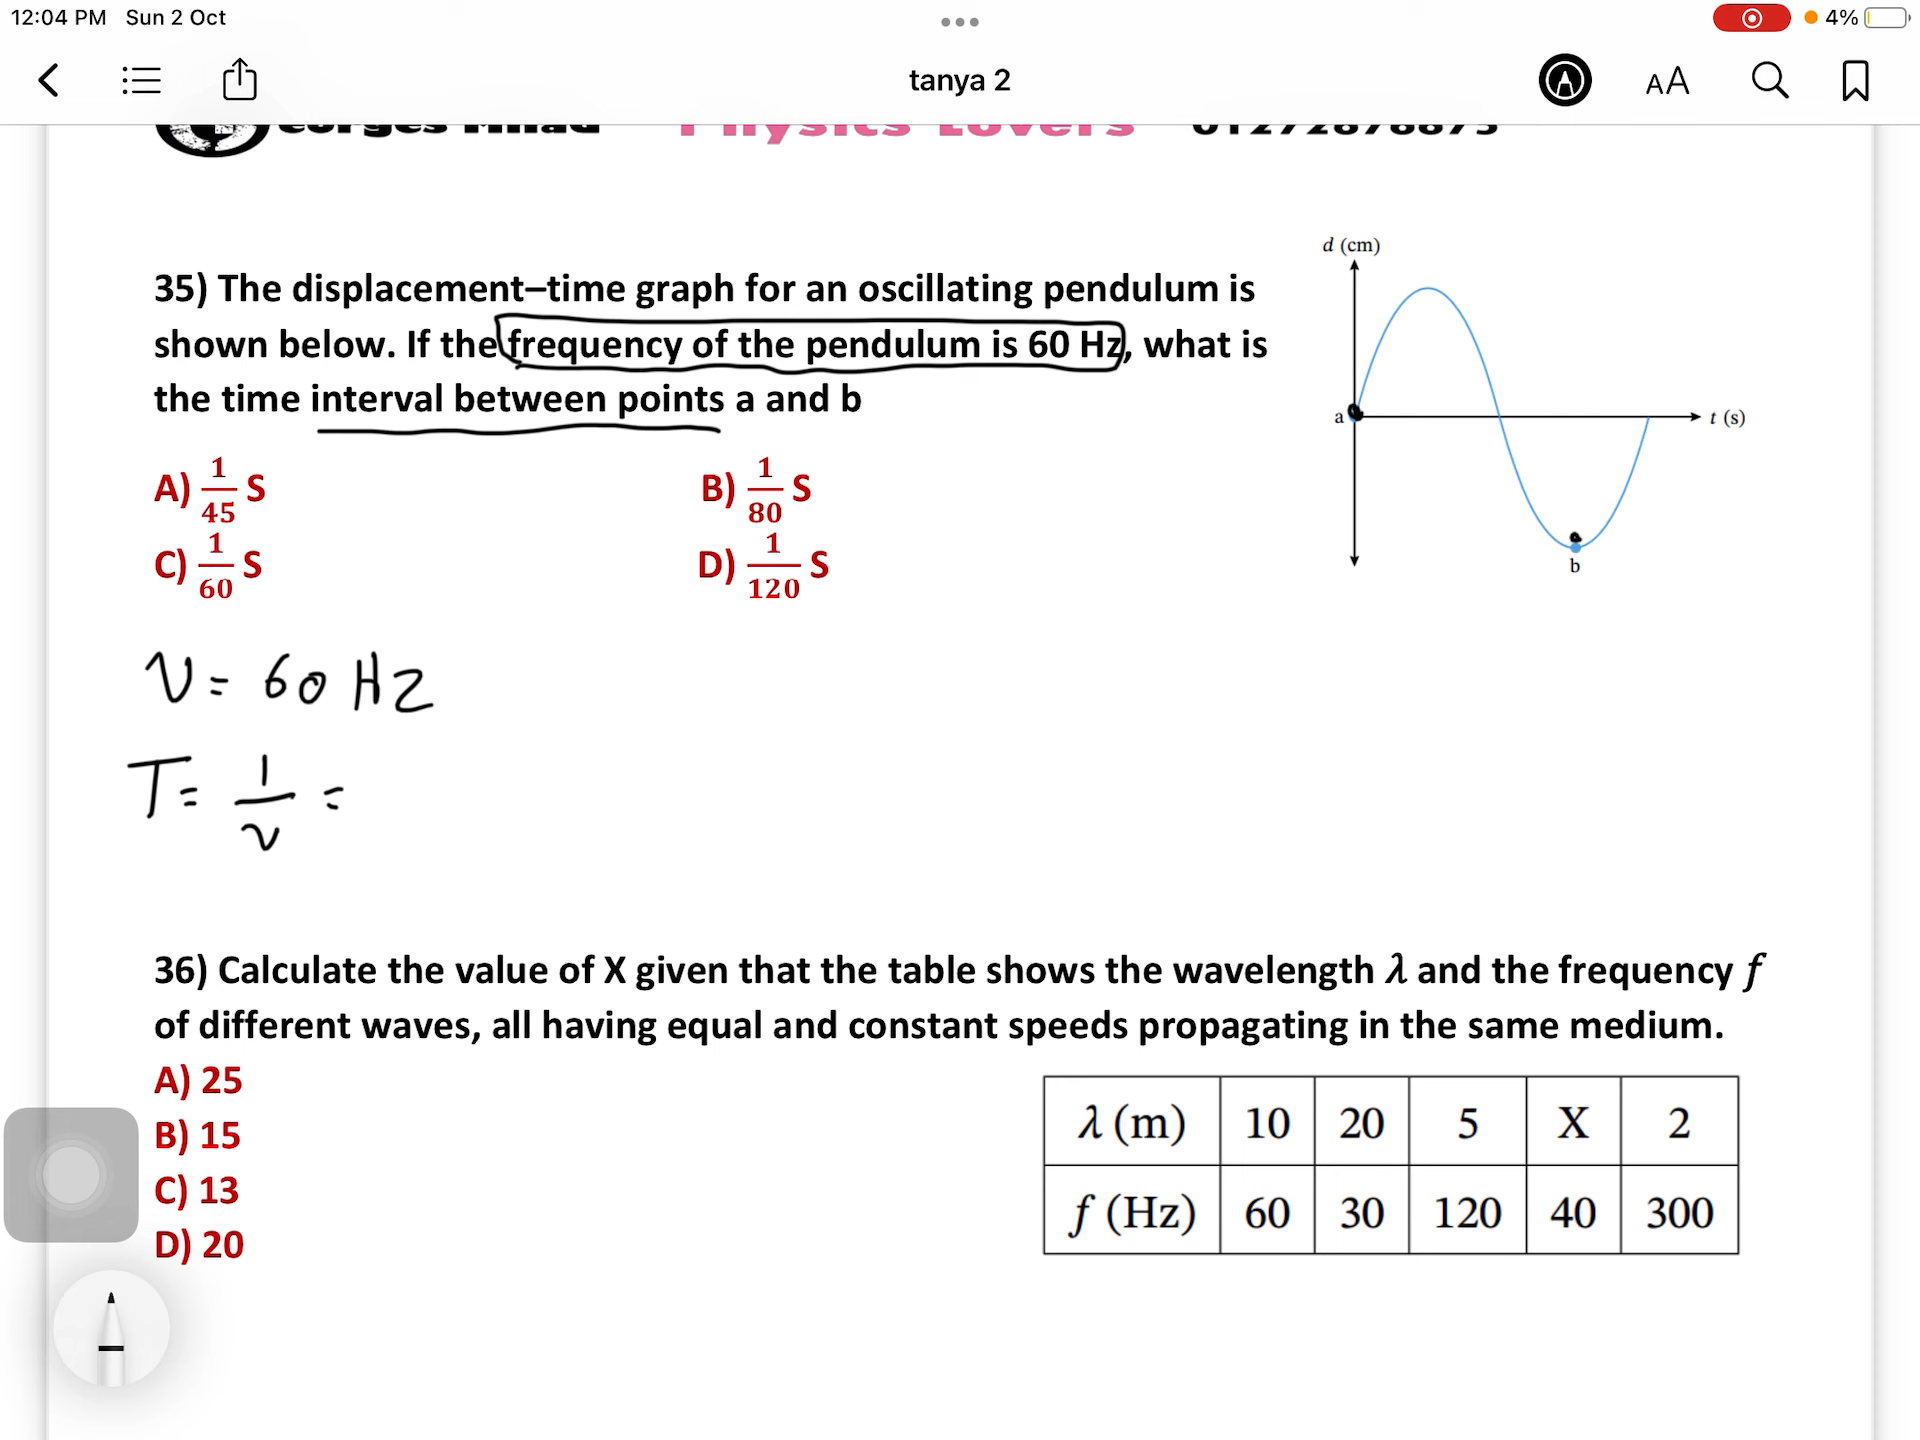 12:04 PM Sun 2 Oct
4%
tanya 2
AA
Physics Lovers
35) The displacement–time graph for an oscillating pendulum is
shown below. If the frequency of the pendulum is 60 Hz, what is
the time interval between points a and b
A) 1/45 S
B) 1/80 S
C) 1/60 S
D) 1/120 S
d (cm)
a
t (s)
b
ν = 60 Hz
T = 1/ν =
36) Calculate the value of X given that the table shows the wavelength λ and the frequency f
of different waves, all having equal and constant speeds propagating in the same medium.
A) 25
B) 15
C) 13
D) 20
λ (m) 10 20 5 X 2
f (Hz) 60 30 120 40 300